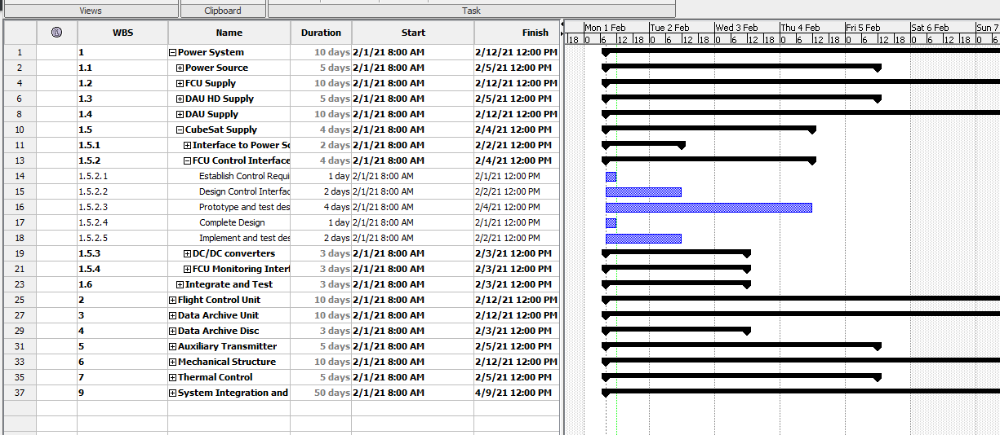 Views Clipboard Task
WBS Name Duration Start Finish
Mon 1 Feb Tue 2 Feb Wed 3 Feb Thu 4 Feb Fri 5 Feb Sat 6 Feb Sun 7
18 0 6 12 18 0 6 12 18 0 6 12 18 0 6 12 18 0 6 12 18 0 6 12 18 0 6
1 1 Power System 10 days 2/1/21 8:00 AM 2/12/21 12:00 PM
2 1.1 Power Source 5 days 2/1/21 8:00 AM 2/5/21 12:00 PM
4 1.2 FCU Supply 10 days 2/1/21 8:00 AM 2/12/21 12:00 PM
6 1.3 DAU HD Supply 5 days 2/1/21 8:00 AM 2/5/21 12:00 PM
8 1.4 DAU Supply 10 days 2/1/21 8:00 AM 2/12/21 12:00 PM
10 1.5 CubeSat Supply 4 days 2/1/21 8:00 AM 2/4/21 12:00 PM
11 1.5.1 Interface to Power So 2 days 2/1/21 8:00 AM 2/2/21 12:00 PM
13 1.5.2 FCU Control Interface 4 days 2/1/21 8:00 AM 2/4/21 12:00 PM
14 1.5.2.1 Establish Control Requi 1 day 2/1/21 8:00 AM 2/1/21 12:00 PM
15 1.5.2.2 Design Control Interfac 2 days 2/1/21 8:00 AM 2/2/21 12:00 PM
16 1.5.2.3 Prototype and test des 4 days 2/1/21 8:00 AM 2/4/21 12:00 PM
17 1.5.2.4 Complete Design 1 day 2/1/21 8:00 AM 2/1/21 12:00 PM
18 1.5.2.5 Implement and test des 2 days 2/1/21 8:00 AM 2/2/21 12:00 PM
19 1.5.3 DC/DC converters 3 days 2/1/21 8:00 AM 2/3/21 12:00 PM
21 1.5.4 FCU Monitoring Interf 3 days 2/1/21 8:00 AM 2/3/21 12:00 PM
23 1.6 Integrate and Test 3 days 2/1/21 8:00 AM 2/3/21 12:00 PM
25 2 Flight Control Unit 10 days 2/1/21 8:00 AM 2/12/21 12:00 PM
27 3 Data Archive Unit 10 days 2/1/21 8:00 AM 2/12/21 12:00 PM
29 4 Data Archive Disc 3 days 2/1/21 8:00 AM 2/3/21 12:00 PM
31 5 Auxiliary Transmitter 5 days 2/1/21 8:00 AM 2/5/21 12:00 PM
33 6 Mechanical Structure 10 days 2/1/21 8:00 AM 2/12/21 12:00 PM
35 7 Thermal Control 5 days 2/1/21 8:00 AM 2/5/21 12:00 PM
37 9 System Integration and 50 days 2/1/21 8:00 AM 4/9/21 12:00 PM